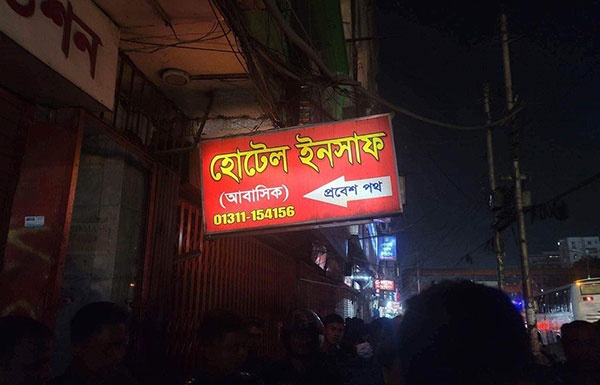 হোটেল ইনসাফ
(আবাসিক) প্রবেশ পথ
01311-154156